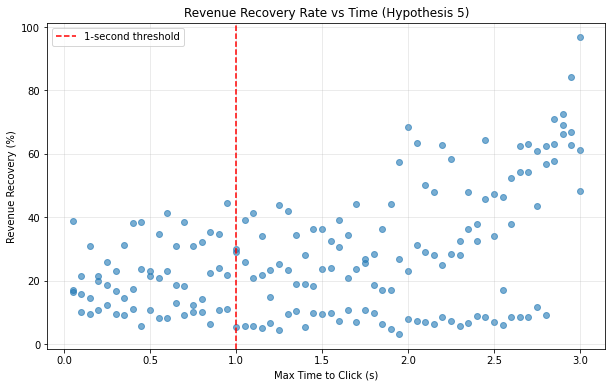 Revenue Recovery Rate vs Time (Hypothesis 5)
1-second threshold
Revenue Recovery (%)
100
80
60
40
20
0
0.0 0.5 1.0 1.5 2.0 2.5 3.0
Max Time to Click (s)